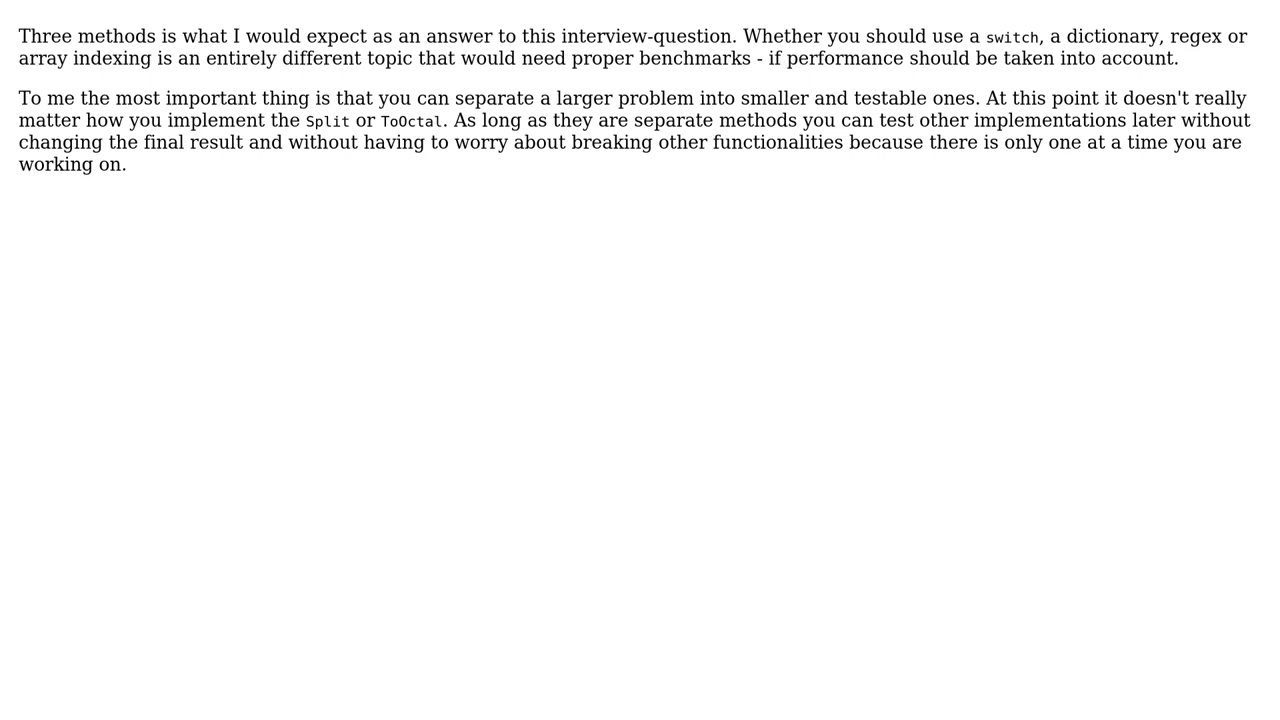 Three methods is what I would expect as an answer to this interview-question. Whether you should use a switch, a dictionary, regex or
array indexing is an entirely different topic that would need proper benchmarks - if performance should be taken into account.
To me the most important thing is that you can separate a larger problem into smaller and testable ones. At this point it doesn't really
matter how you implement the Split or ToOctal. As long as they are separate methods you can test other implementations later without
changing the final result and without having to worry about breaking other functionalities because there is only one at a time you are
working on.